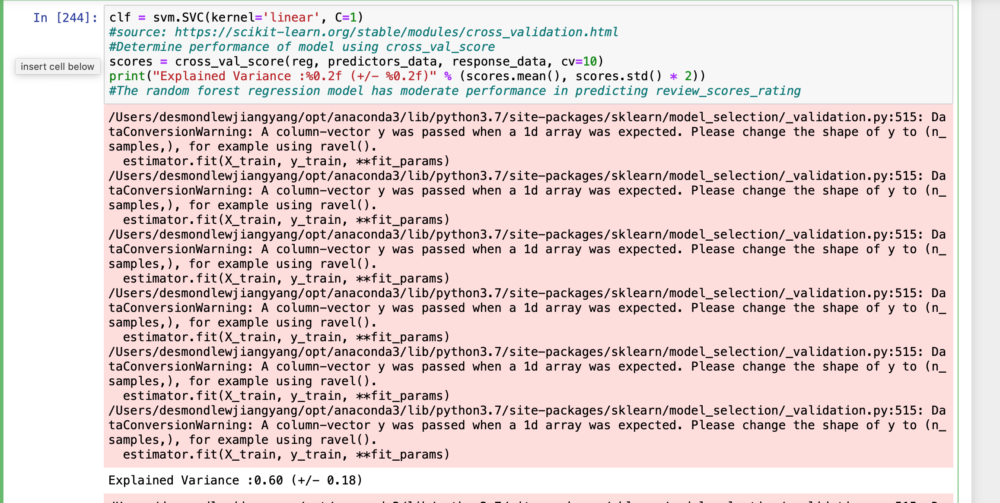 In [244]:
clf = svm.SVC(kernel='linear', C=1)
#source: https://scikit-learn.org/stable/modules/cross_validation.html
#Determine performance of model using cross_val_score
scores = cross_val_score(reg, predictors_data, response_data, cv=10)
insert cell below
print("Explained Variance :%0.2f (+/- %0.2f)" % (scores.mean(), scores.std() * 2))
#The random forest regression model has moderate performance in predicting review_scores_rating
/Users/desmondlewjiangyang/opt/anaconda3/lib/python3.7/site-packages/sklearn/model_selection/_validation.py:515: Da
taConversionWarning: A column-vector y was passed when a 1d array was expected. Please change the shape of y to (n_
samples,), for example using ravel().
  estimator.fit(X_train, y_train, **fit_params)
/Users/desmondlewjiangyang/opt/anaconda3/lib/python3.7/site-packages/sklearn/model_selection/_validation.py:515: Da
taConversionWarning: A column-vector y was passed when a 1d array was expected. Please change the shape of y to (n_
samples,), for example using ravel().
  estimator.fit(X_train, y_train, **fit_params)
/Users/desmondlewjiangyang/opt/anaconda3/lib/python3.7/site-packages/sklearn/model_selection/_validation.py:515: Da
taConversionWarning: A column-vector y was passed when a 1d array was expected. Please change the shape of y to (n_
samples,), for example using ravel().
  estimator.fit(X_train, y_train, **fit_params)
/Users/desmondlewjiangyang/opt/anaconda3/lib/python3.7/site-packages/sklearn/model_selection/_validation.py:515: Da
taConversionWarning: A column-vector y was passed when a 1d array was expected. Please change the shape of y to (n_
samples,), for example using ravel().
  estimator.fit(X_train, y_train, **fit_params)
/Users/desmondlewjiangyang/opt/anaconda3/lib/python3.7/site-packages/sklearn/model_selection/_validation.py:515: Da
taConversionWarning: A column-vector y was passed when a 1d array was expected. Please change the shape of y to (n_
samples,), for example using ravel().
  estimator.fit(X_train, y_train, **fit_params)
/Users/desmondlewjiangyang/opt/anaconda3/lib/python3.7/site-packages/sklearn/model_selection/_validation.py:515: Da
taConversionWarning: A column-vector y was passed when a 1d array was expected. Please change the shape of y to (n_
samples,), for example using ravel().
  estimator.fit(X_train, y_train, **fit_params)
Explained Variance :0.60 (+/- 0.18)